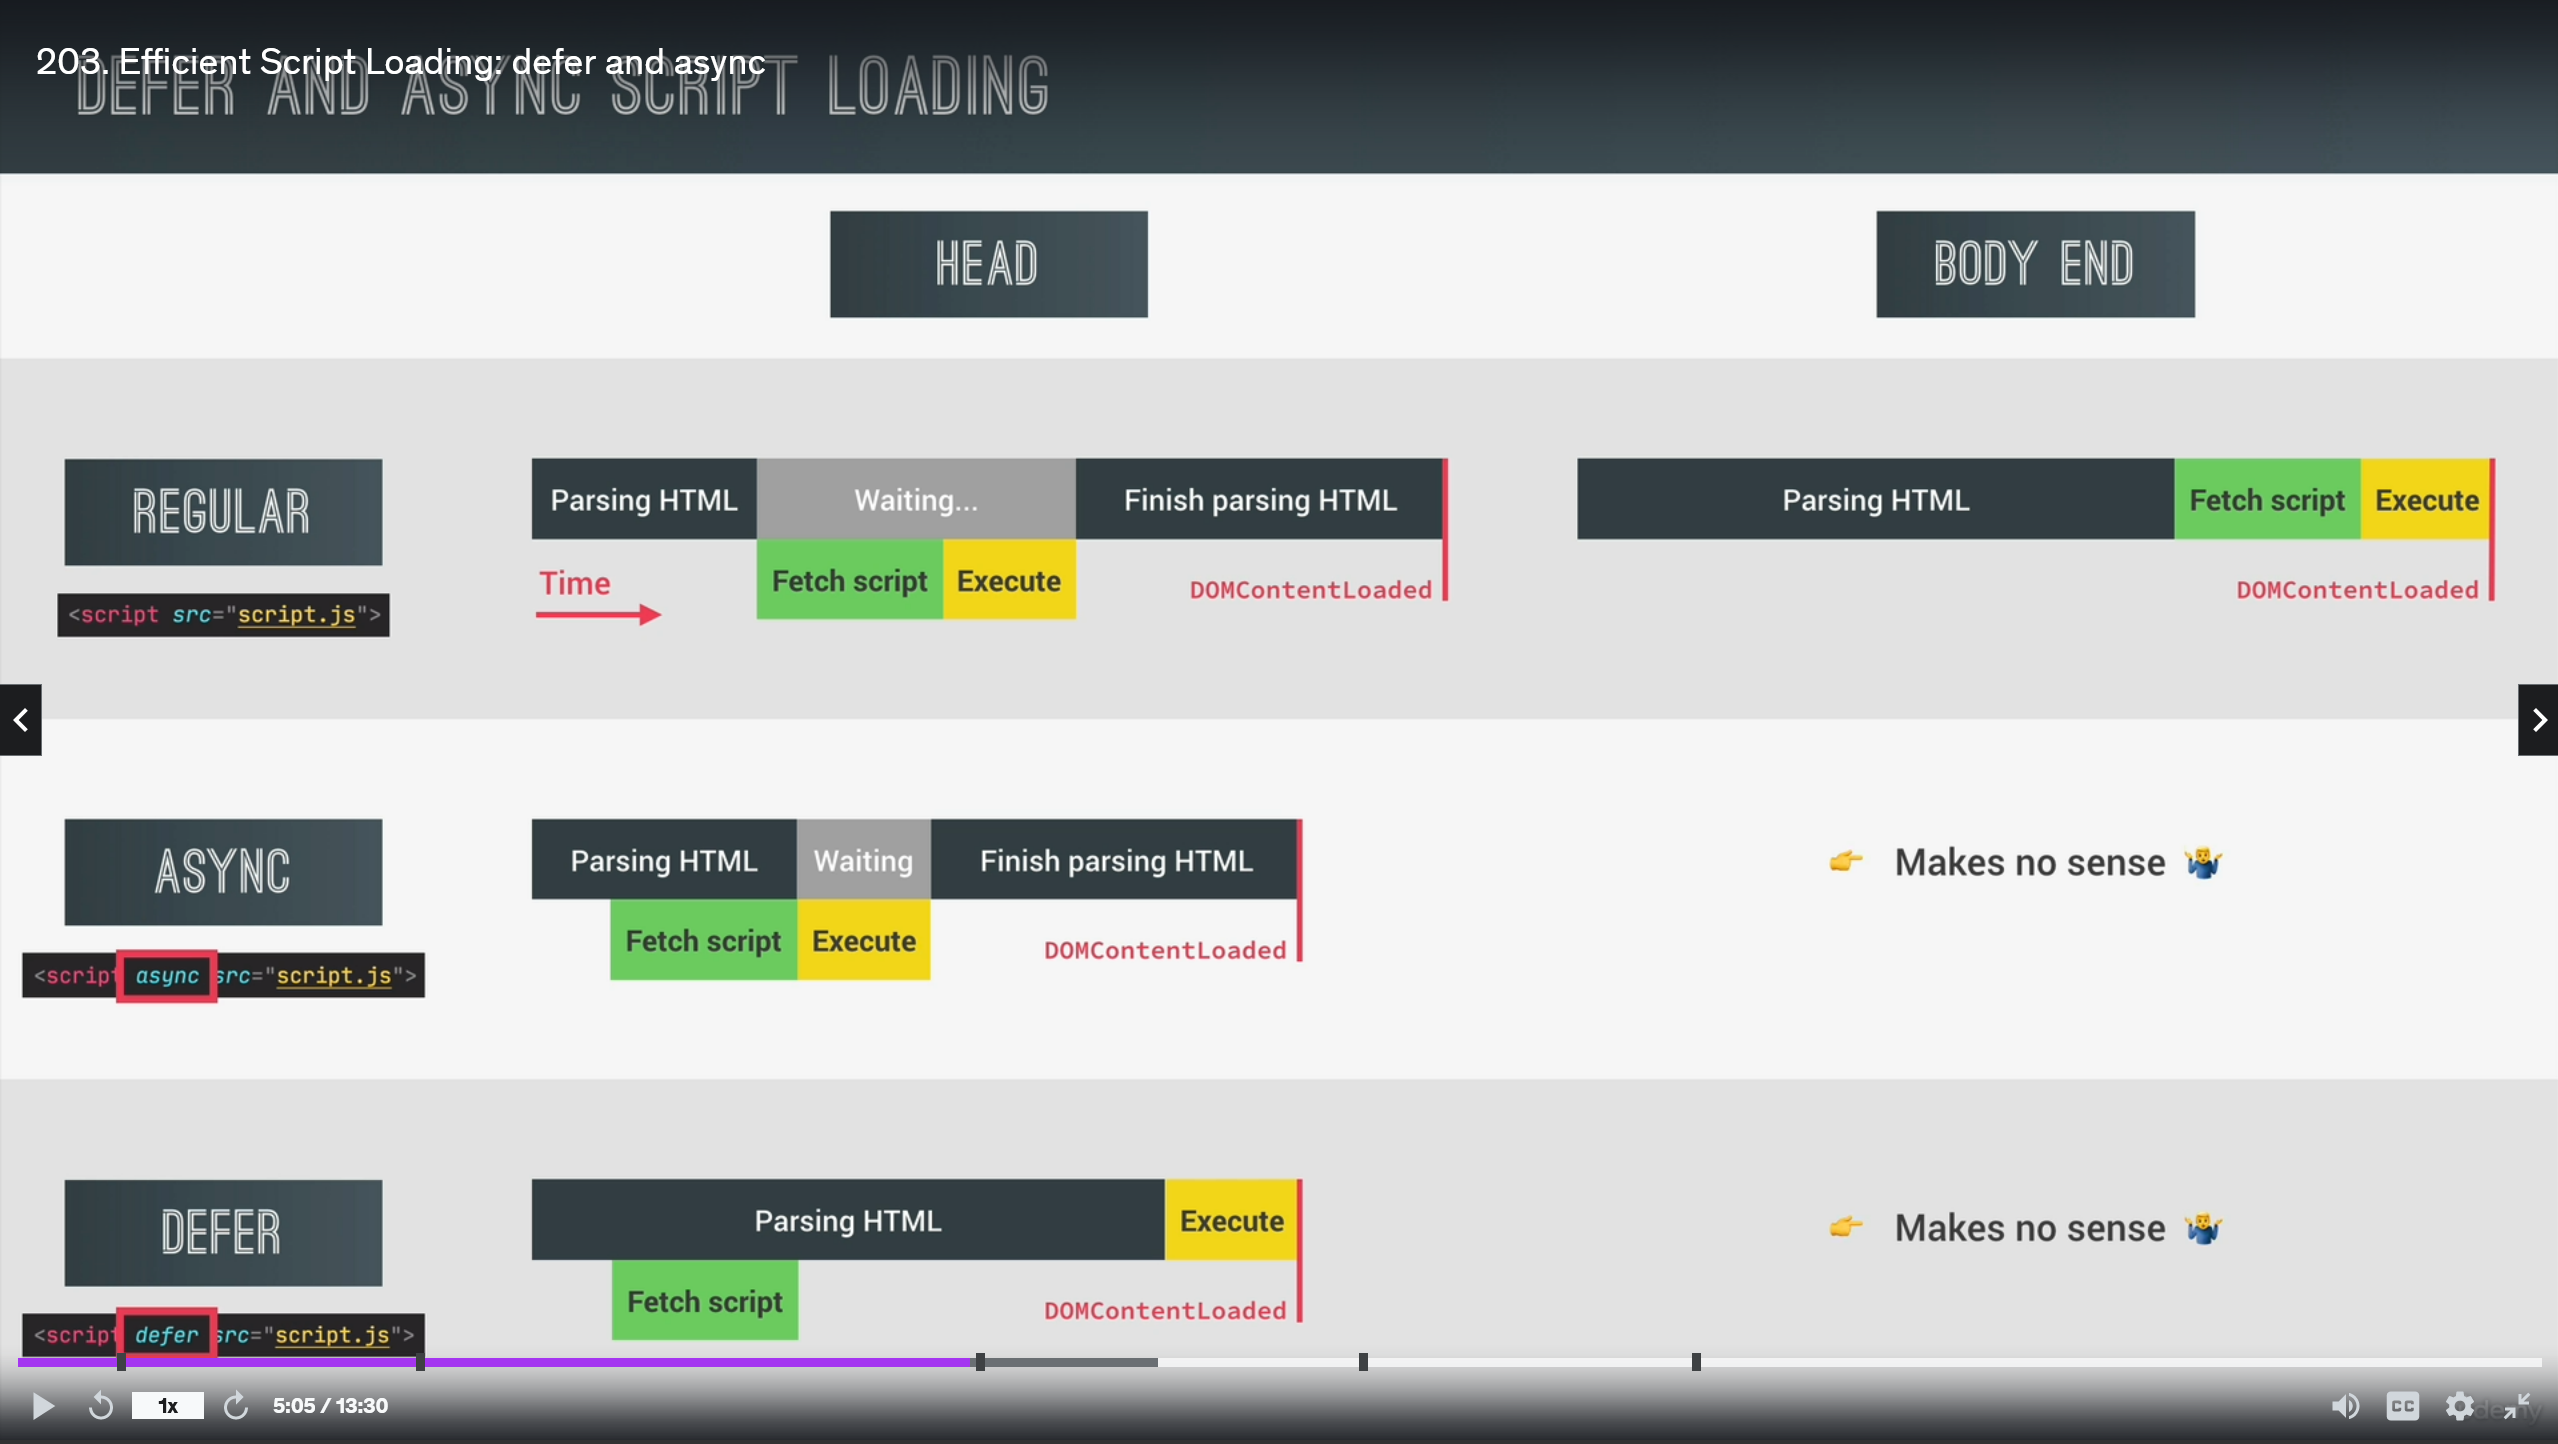 203. Efficient Script Loading: defer and async
DEFER AND ASYNC SCRIPT LOADING
HEAD
BODY END
REGULAR
<script src="script.js">
Parsing HTML
Waiting...
Finish parsing HTML
Fetch script
Execute
Time
DOMContentLoaded
Parsing HTML
Fetch script
Execute
DOMContentLoaded
ASYNC
<script async src="script.js">
Parsing HTML
Waiting
Finish parsing HTML
Fetch script
Execute
DOMContentLoaded
👉 Makes no sense 🤷‍♂️
DEFER
<script defer src="script.js">
Parsing HTML
Execute
Fetch script
DOMContentLoaded
👉 Makes no sense 🤷‍♂️
1x
5:05 / 13:30
CC